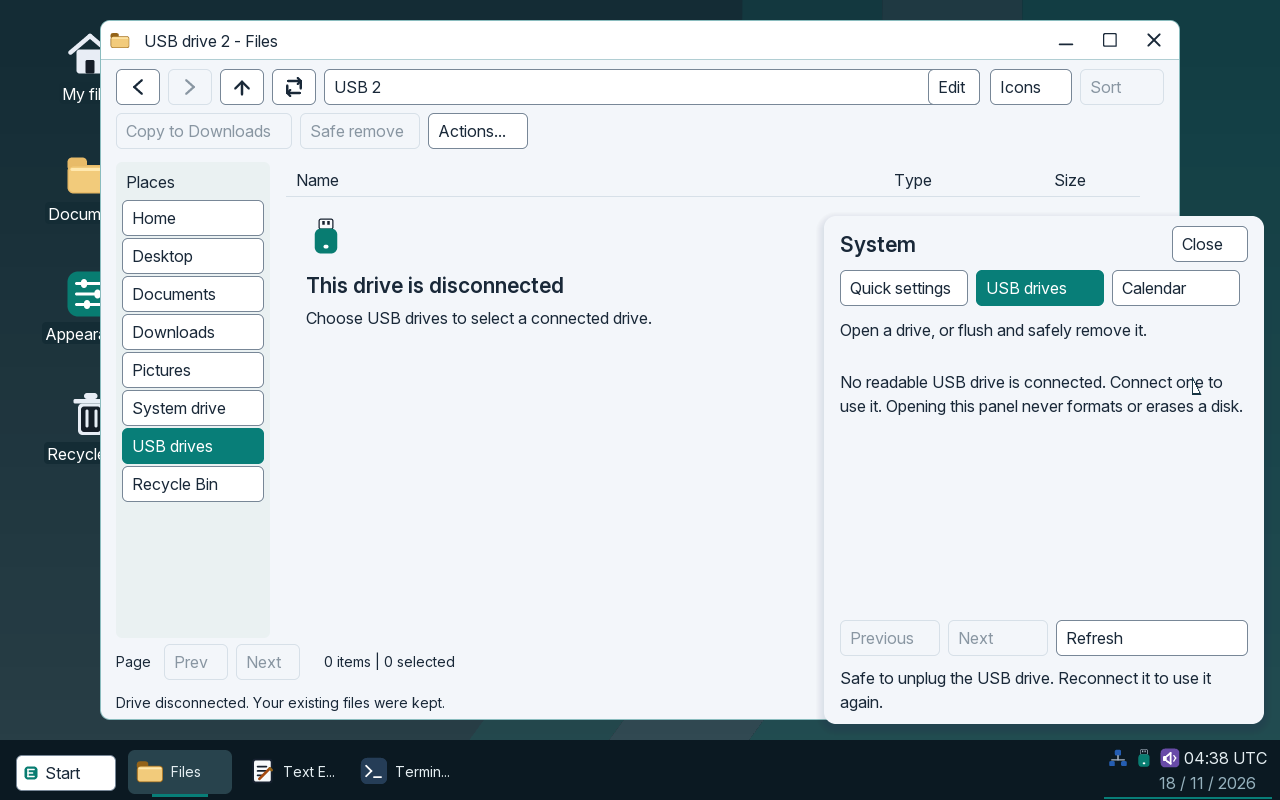 USB drive 2 - Files
USB 2
Edit
Icons
Sort
Copy to Downloads
Safe remove
Actions...
My fil
Docum
Appeara
Recycle
Places
Home
Desktop
Documents
Downloads
Pictures
System drive
USB drives
Recycle Bin
Name
Type
Size
This drive is disconnected
Choose USB drives to select a connected drive.
Page
Prev
Next
0 items | 0 selected
Drive disconnected. Your existing files were kept.
System
Close
Quick settings
USB drives
Calendar
Open a drive, or flush and safely remove it.
No readable USB drive is connected. Connect one to
use it. Opening this panel never formats or erases a disk.
Previous
Next
Refresh
Safe to unplug the USB drive. Reconnect it to use it
again.
Start
Files
Text E...
Termin...
04:38 UTC
18 / 11 / 2026